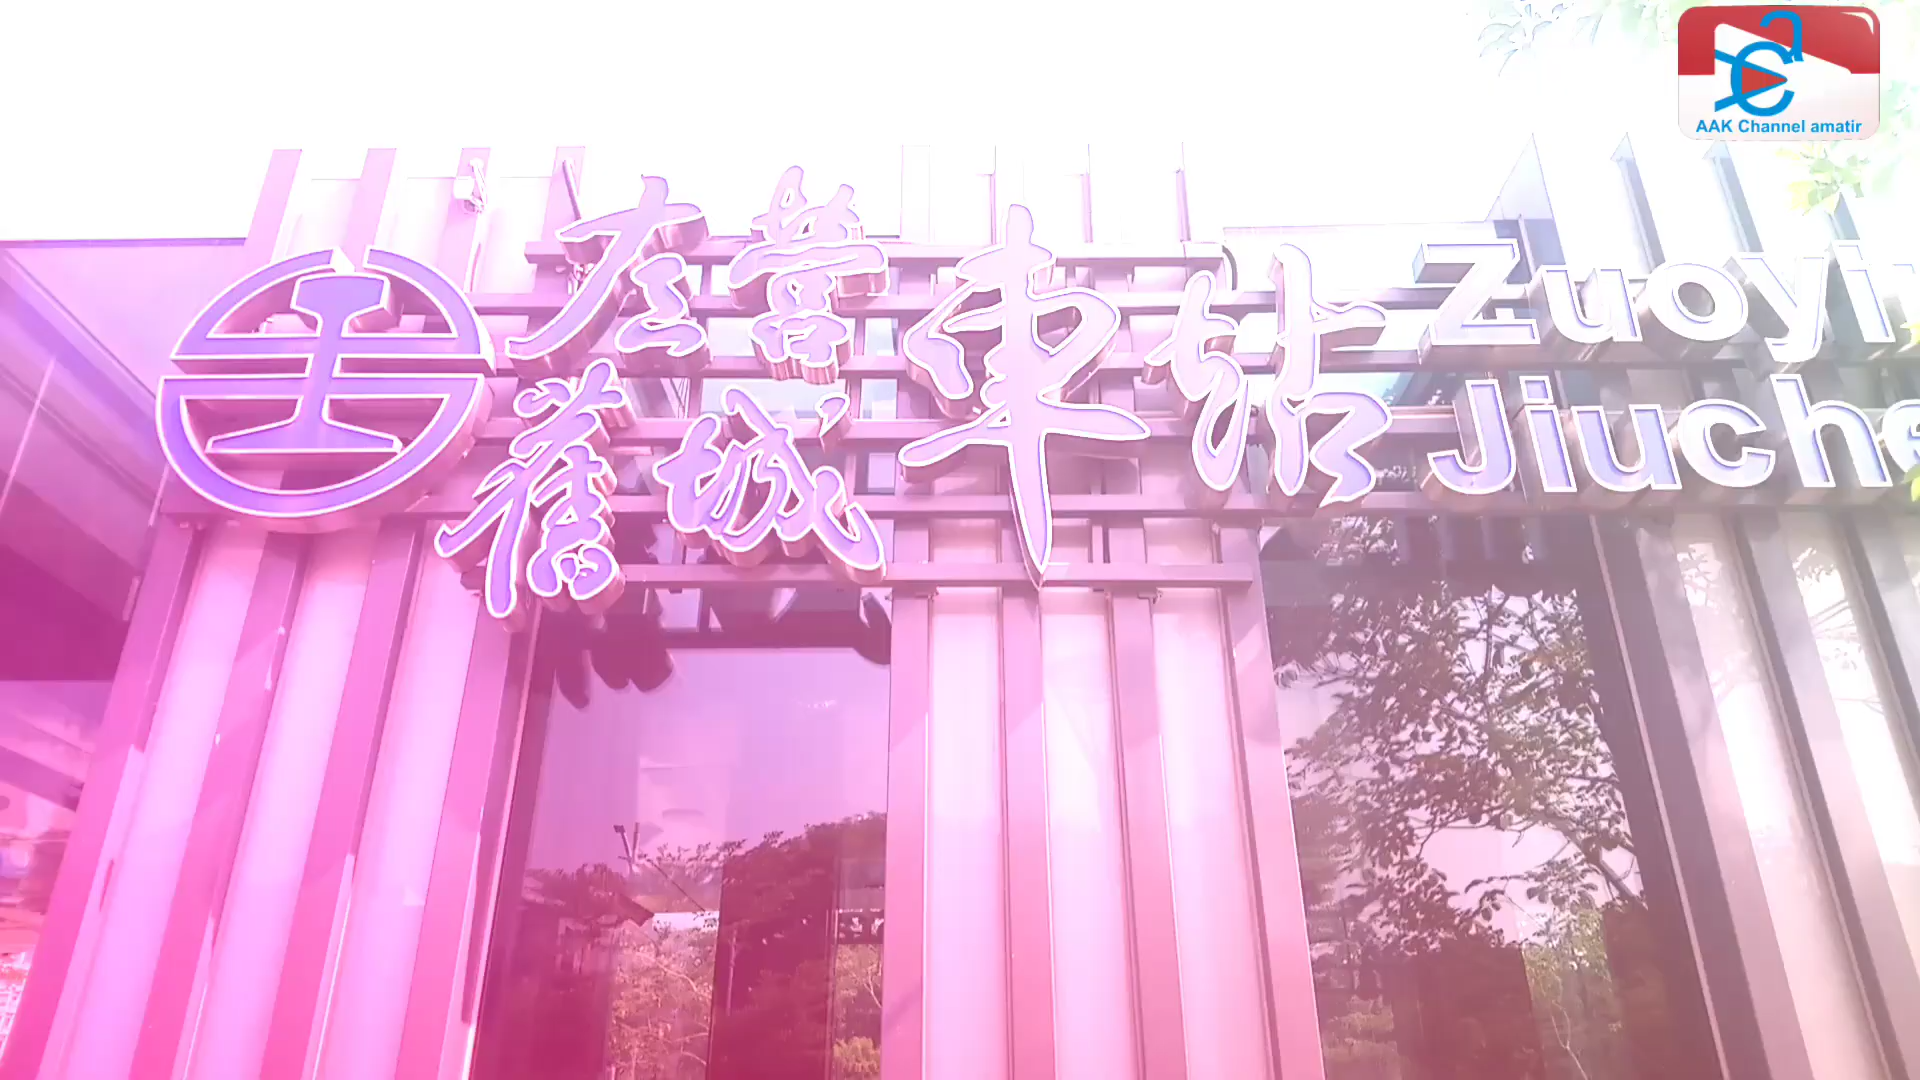 左營
舊城
車站
Zuoyi
Jiuche
AAK Channel amatir